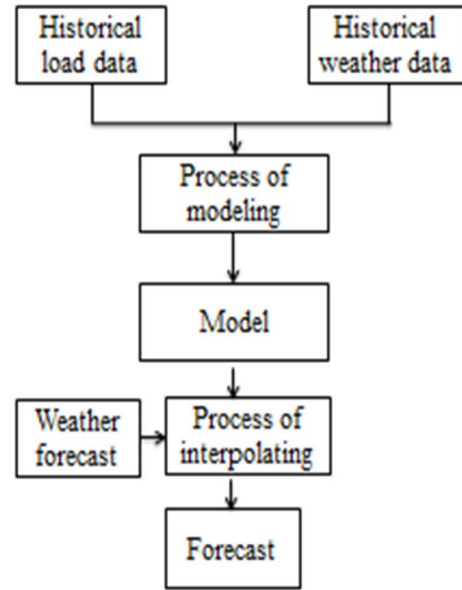 Historical
load data
Historical
weather data
Process of
modeling
Model
Weather
forecast
Process of
interpolating
Forecast